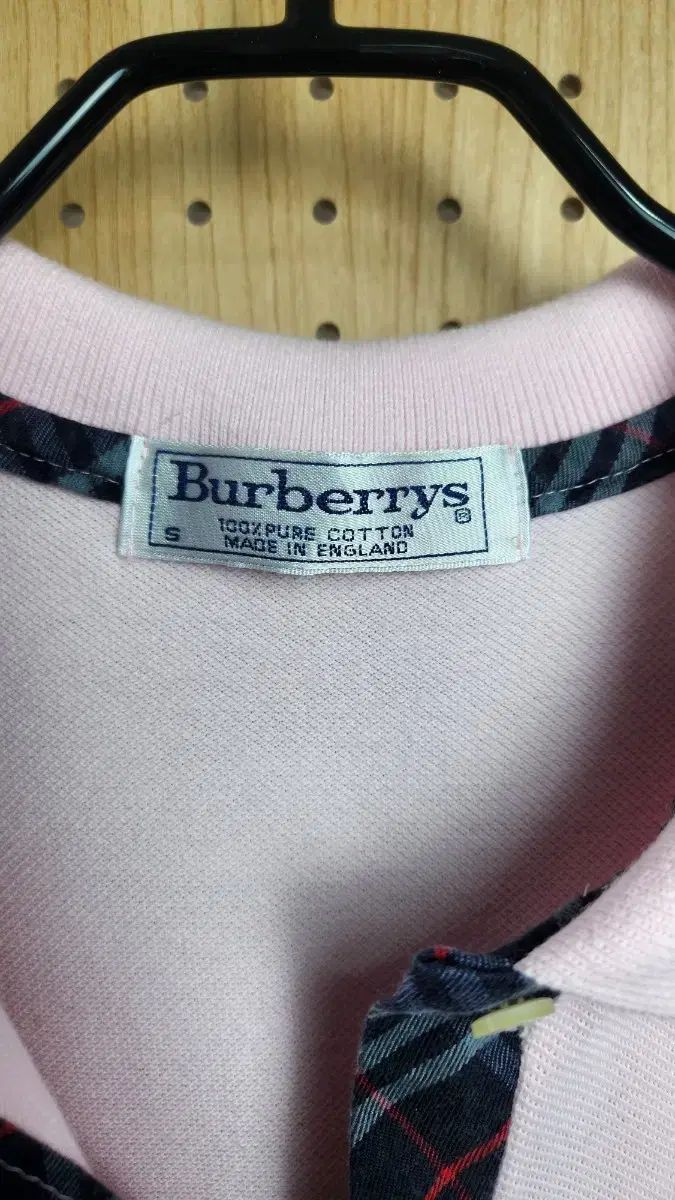 Burberrys ®
100%PURE COTTON
S MADE IN ENGLAND